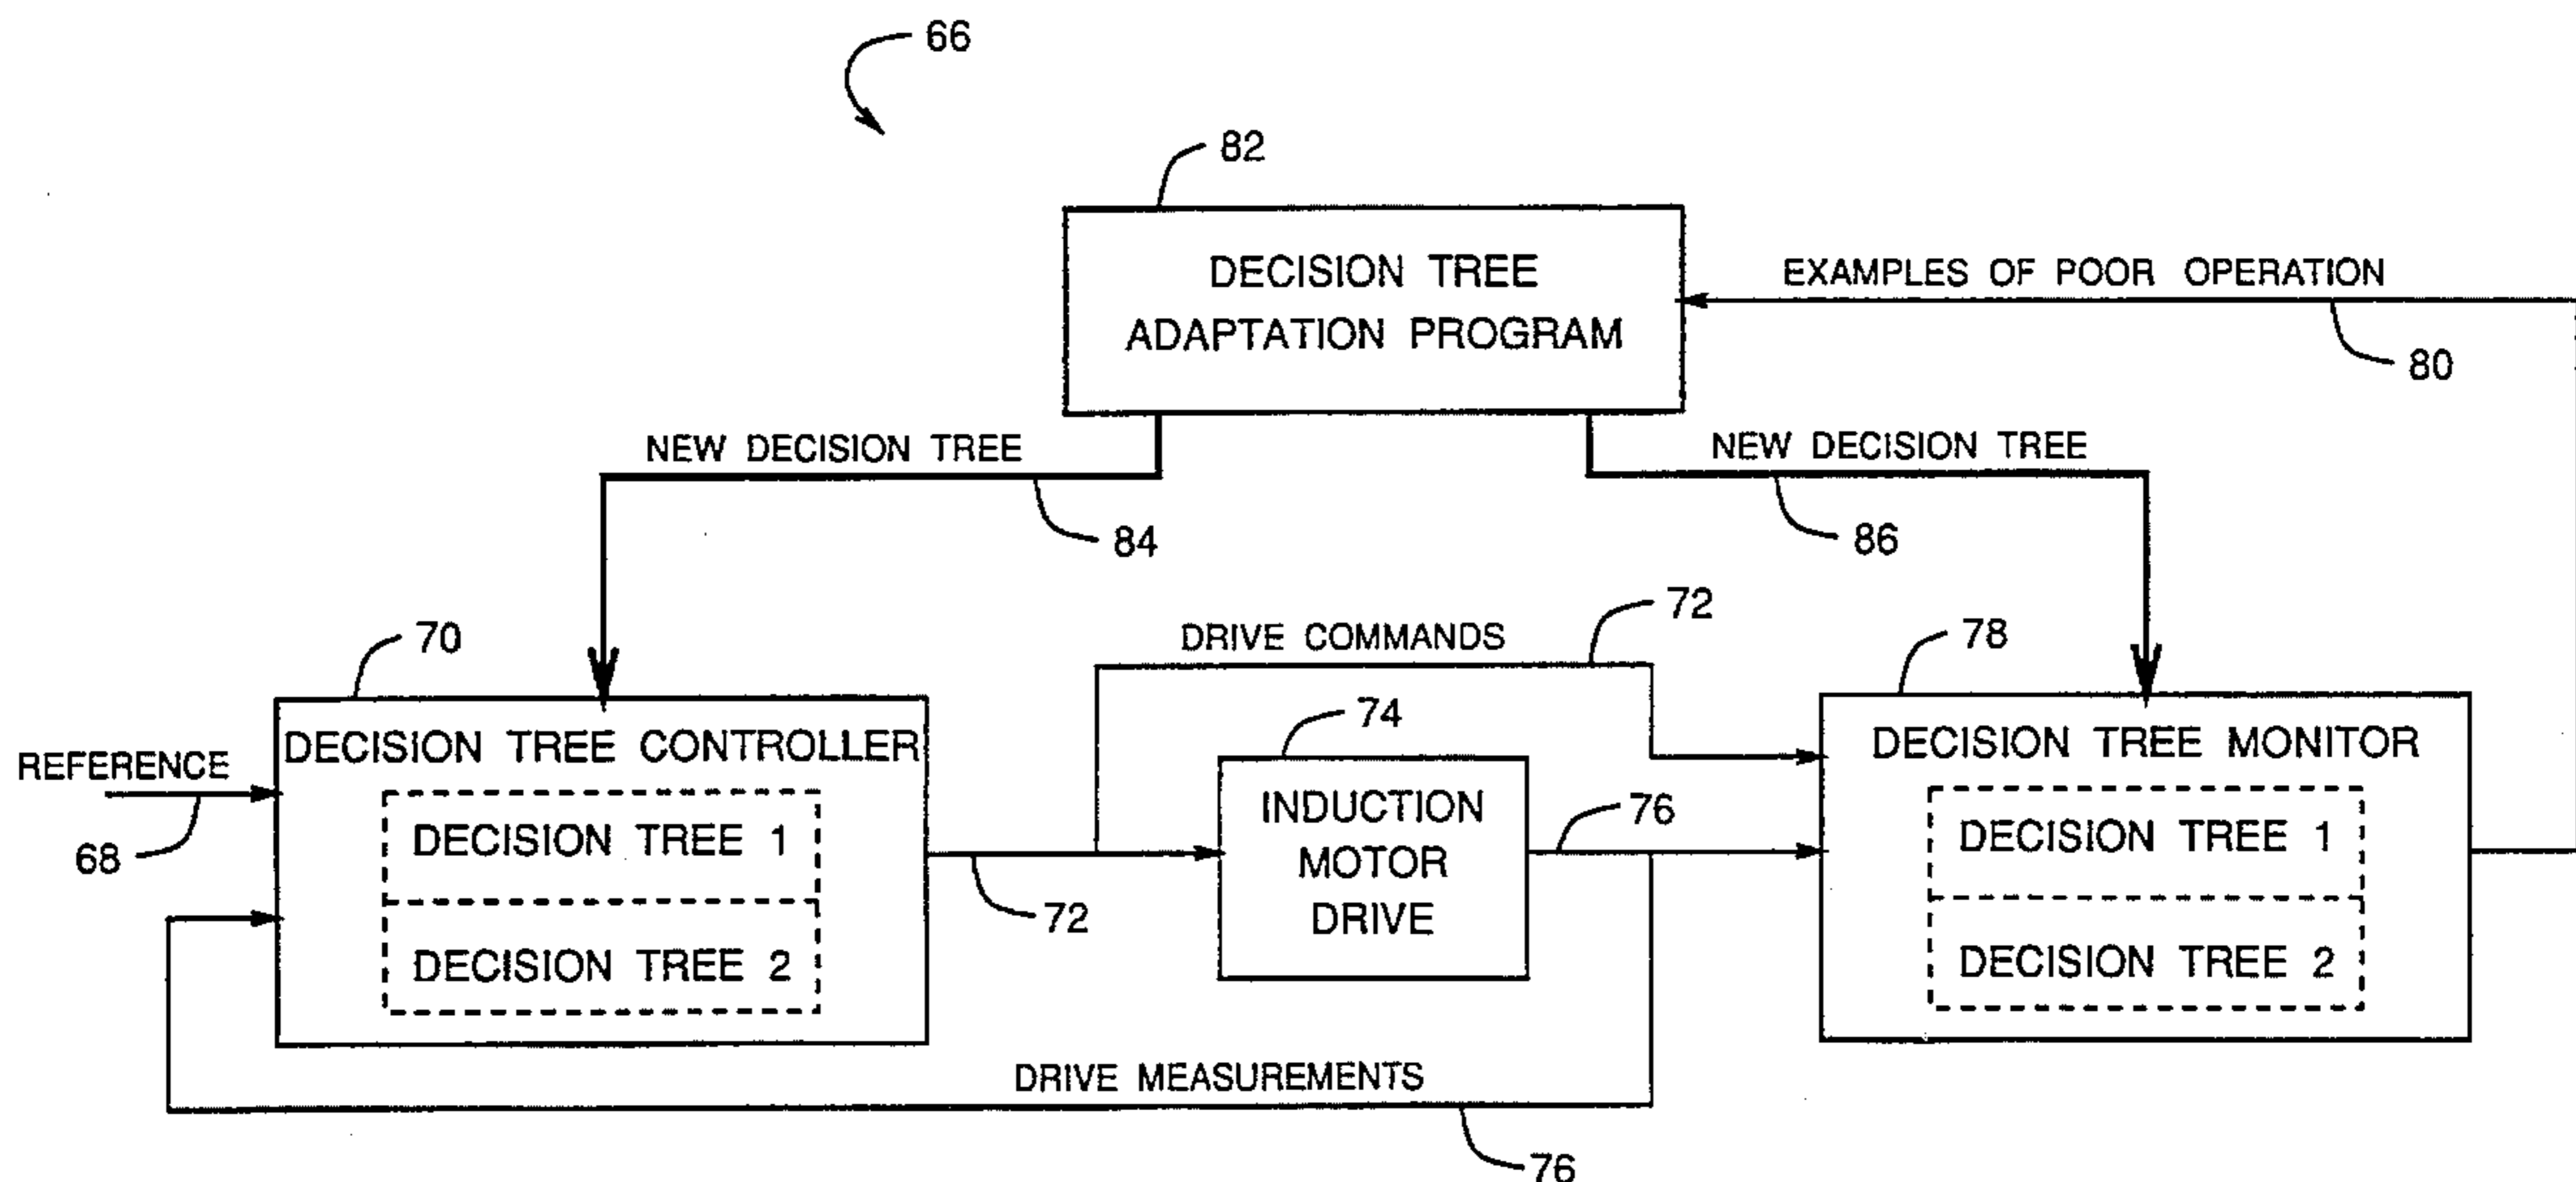 66
82
DECISION TREE
ADAPTATION PROGRAM
EXAMPLES OF POOR OPERATION
80
NEW DECISION TREE
84
NEW DECISION TREE
86
70
DRIVE COMMANDS
72
78
REFERENCE
68
DECISION TREE CONTROLLER
DECISION TREE 1
DECISION TREE 2
72
74
INDUCTION
MOTOR
DRIVE
76
DECISION TREE MONITOR
DECISION TREE 1
DECISION TREE 2
DRIVE MEASUREMENTS
76